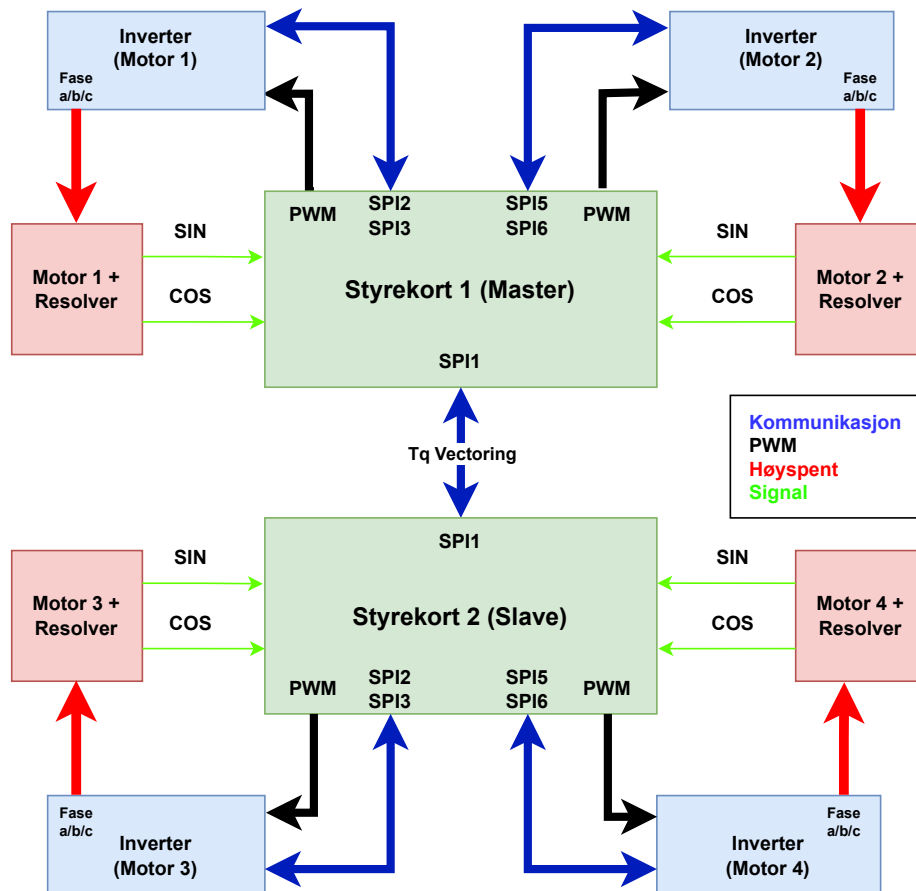 Inverter
(Motor 1)
Fase
a/b/c
Inverter
(Motor 2)
Fase
a/b/c
PWM
SPI2
SPI3
SPI5
SPI6
PWM
Motor 1 +
Resolver
SIN
COS
Styrekort 1 (Master)
SIN
COS
Motor 2 +
Resolver
SPI1
Tq Vectoring
Kommunikasjon
PWM
Høyspent
Signal
SPI1
Motor 3 +
Resolver
SIN
COS
Styrekort 2 (Slave)
SIN
COS
Motor 4 +
Resolver
PWM
SPI2
SPI3
SPI5
SPI6
PWM
Fase
a/b/c
Inverter
(Motor 3)
Fase
a/b/c
Inverter
(Motor 4)